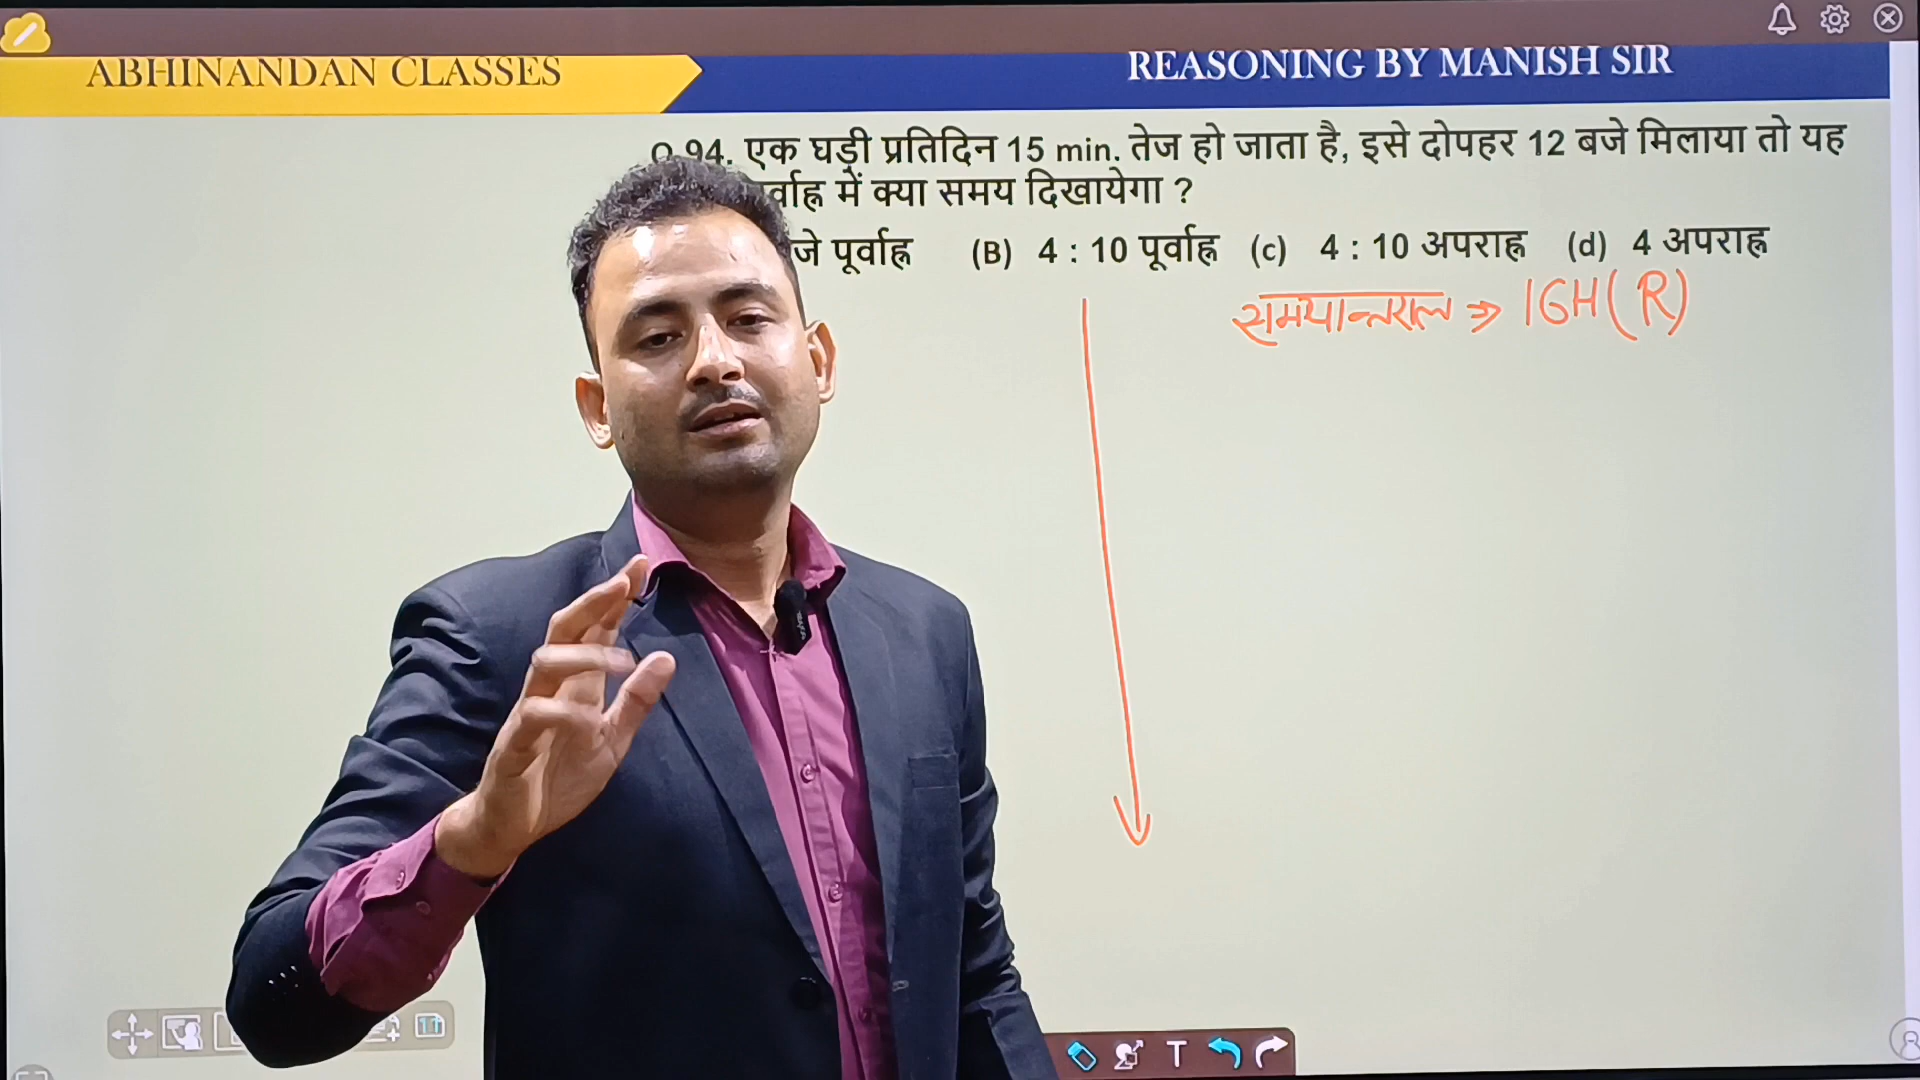 ABHINANDAN CLASSES
REASONING BY MANISH SIR
94. एक घड़ी प्रतिदिन 15 min. तेज हो जाता है, इसे दोपहर 12 बजे मिलाया तो यह
में क्या समय दिखायेगा ?
पूर्वाह्न (B) 4 : 10 पूर्वाह्न (c) 4 : 10 अपराह्न (d) 4 अपराह्न
समयान्तराल ⇒ 16H (R)
T
11